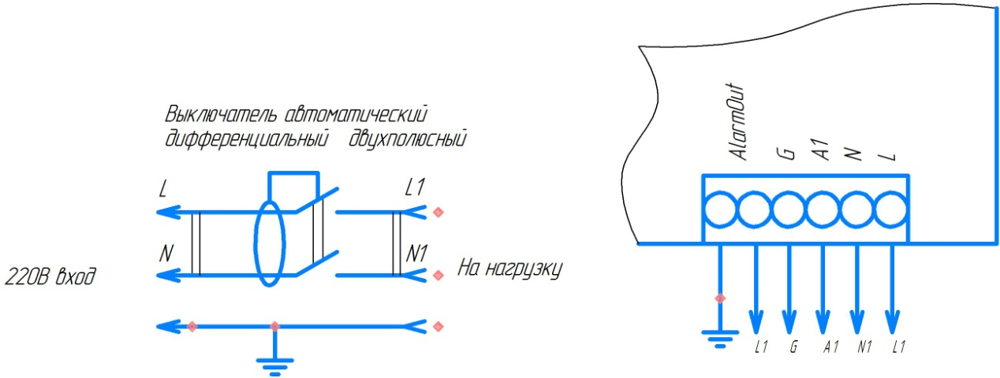 Выключатель автоматический
дифференциальный двухполюсный
L
L1
N
N1
220В вход
На нагрузку
AlarmOut
G
A1
N
L
L1
G
A1
N1
L1